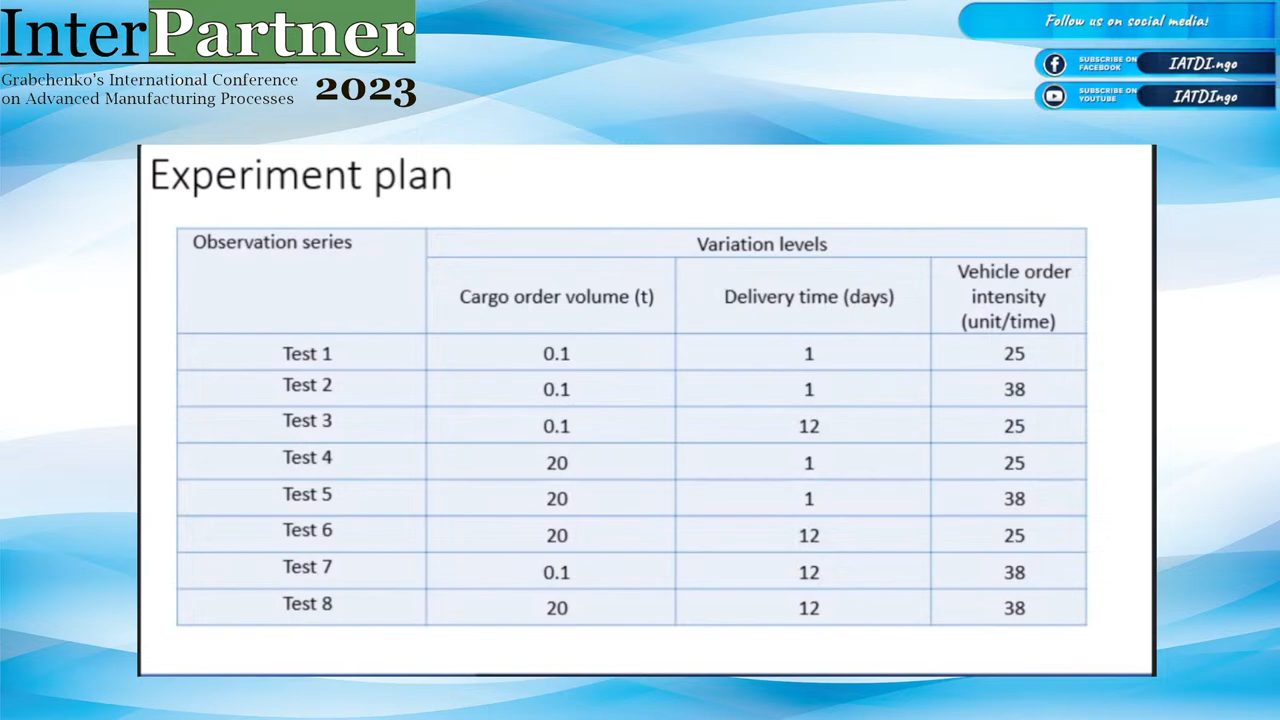 InterPartner
Grabchenko's International Conference
on Advanced Manufacturing Processes
2023
Follow us on social media!
SUBSCRIBE ON
FACEBOOK
IATDI.ngo
SUBSCRIBE ON
YOUTUBE
IATDIngo
Experiment plan
Observation series
Variation levels
Cargo order volume (t)
Delivery time (days)
Vehicle order
intensity
(unit/time)
Test 1 0.1 1 25
Test 2 0.1 1 38
Test 3 0.1 12 25
Test 4 20 1 25
Test 5 20 1 38
Test 6 20 12 25
Test 7 0.1 12 38
Test 8 20 12 38